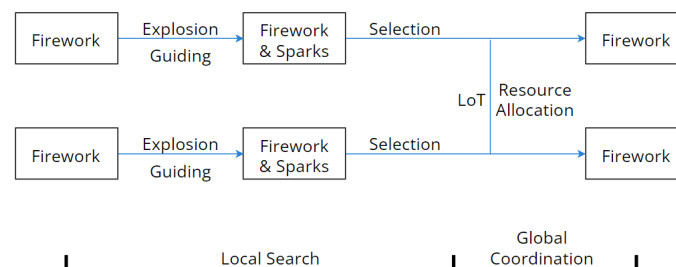 Firework
Explosion
Guiding
Firework
& Sparks
Selection
Firework
LoT
Resource
Allocation
Firework
Explosion
Guiding
Firework
& Sparks
Selection
Firework
Local Search
Global
Coordination